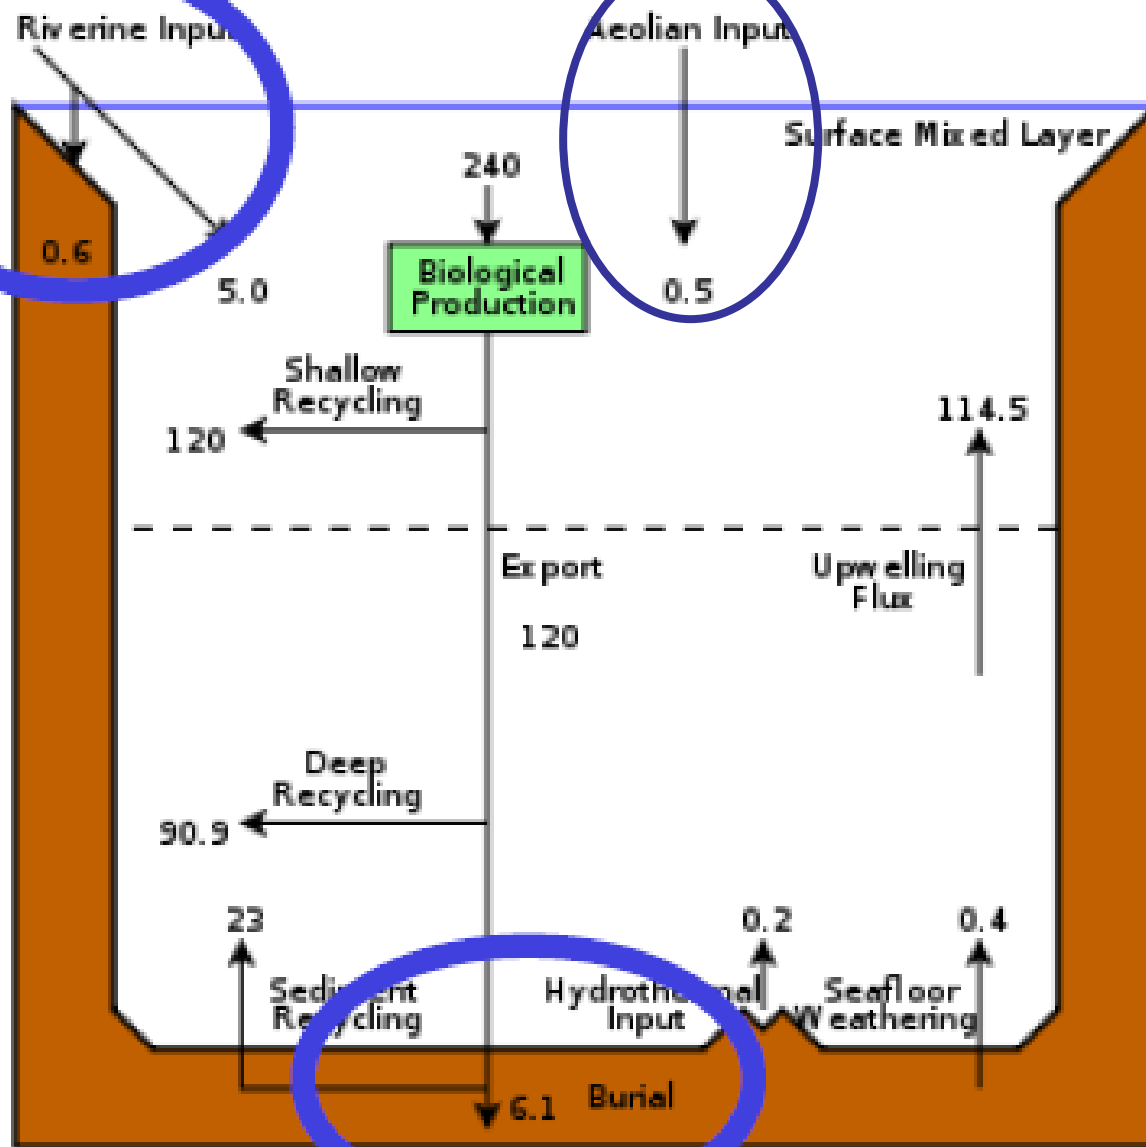 Riverine Input
Aeolian Input
Surface Mixed Layer
240
0.6
5.0
Biological
Production
0.5
Shallow
Recycling
120
114.5
Export
120
Upwelling
Flux
Deep
Recycling
90.9
23
0.2
0.4
Sediment
Recycling
Hydrothermal
Input
Seafloor
Weathering
6.1
Burial